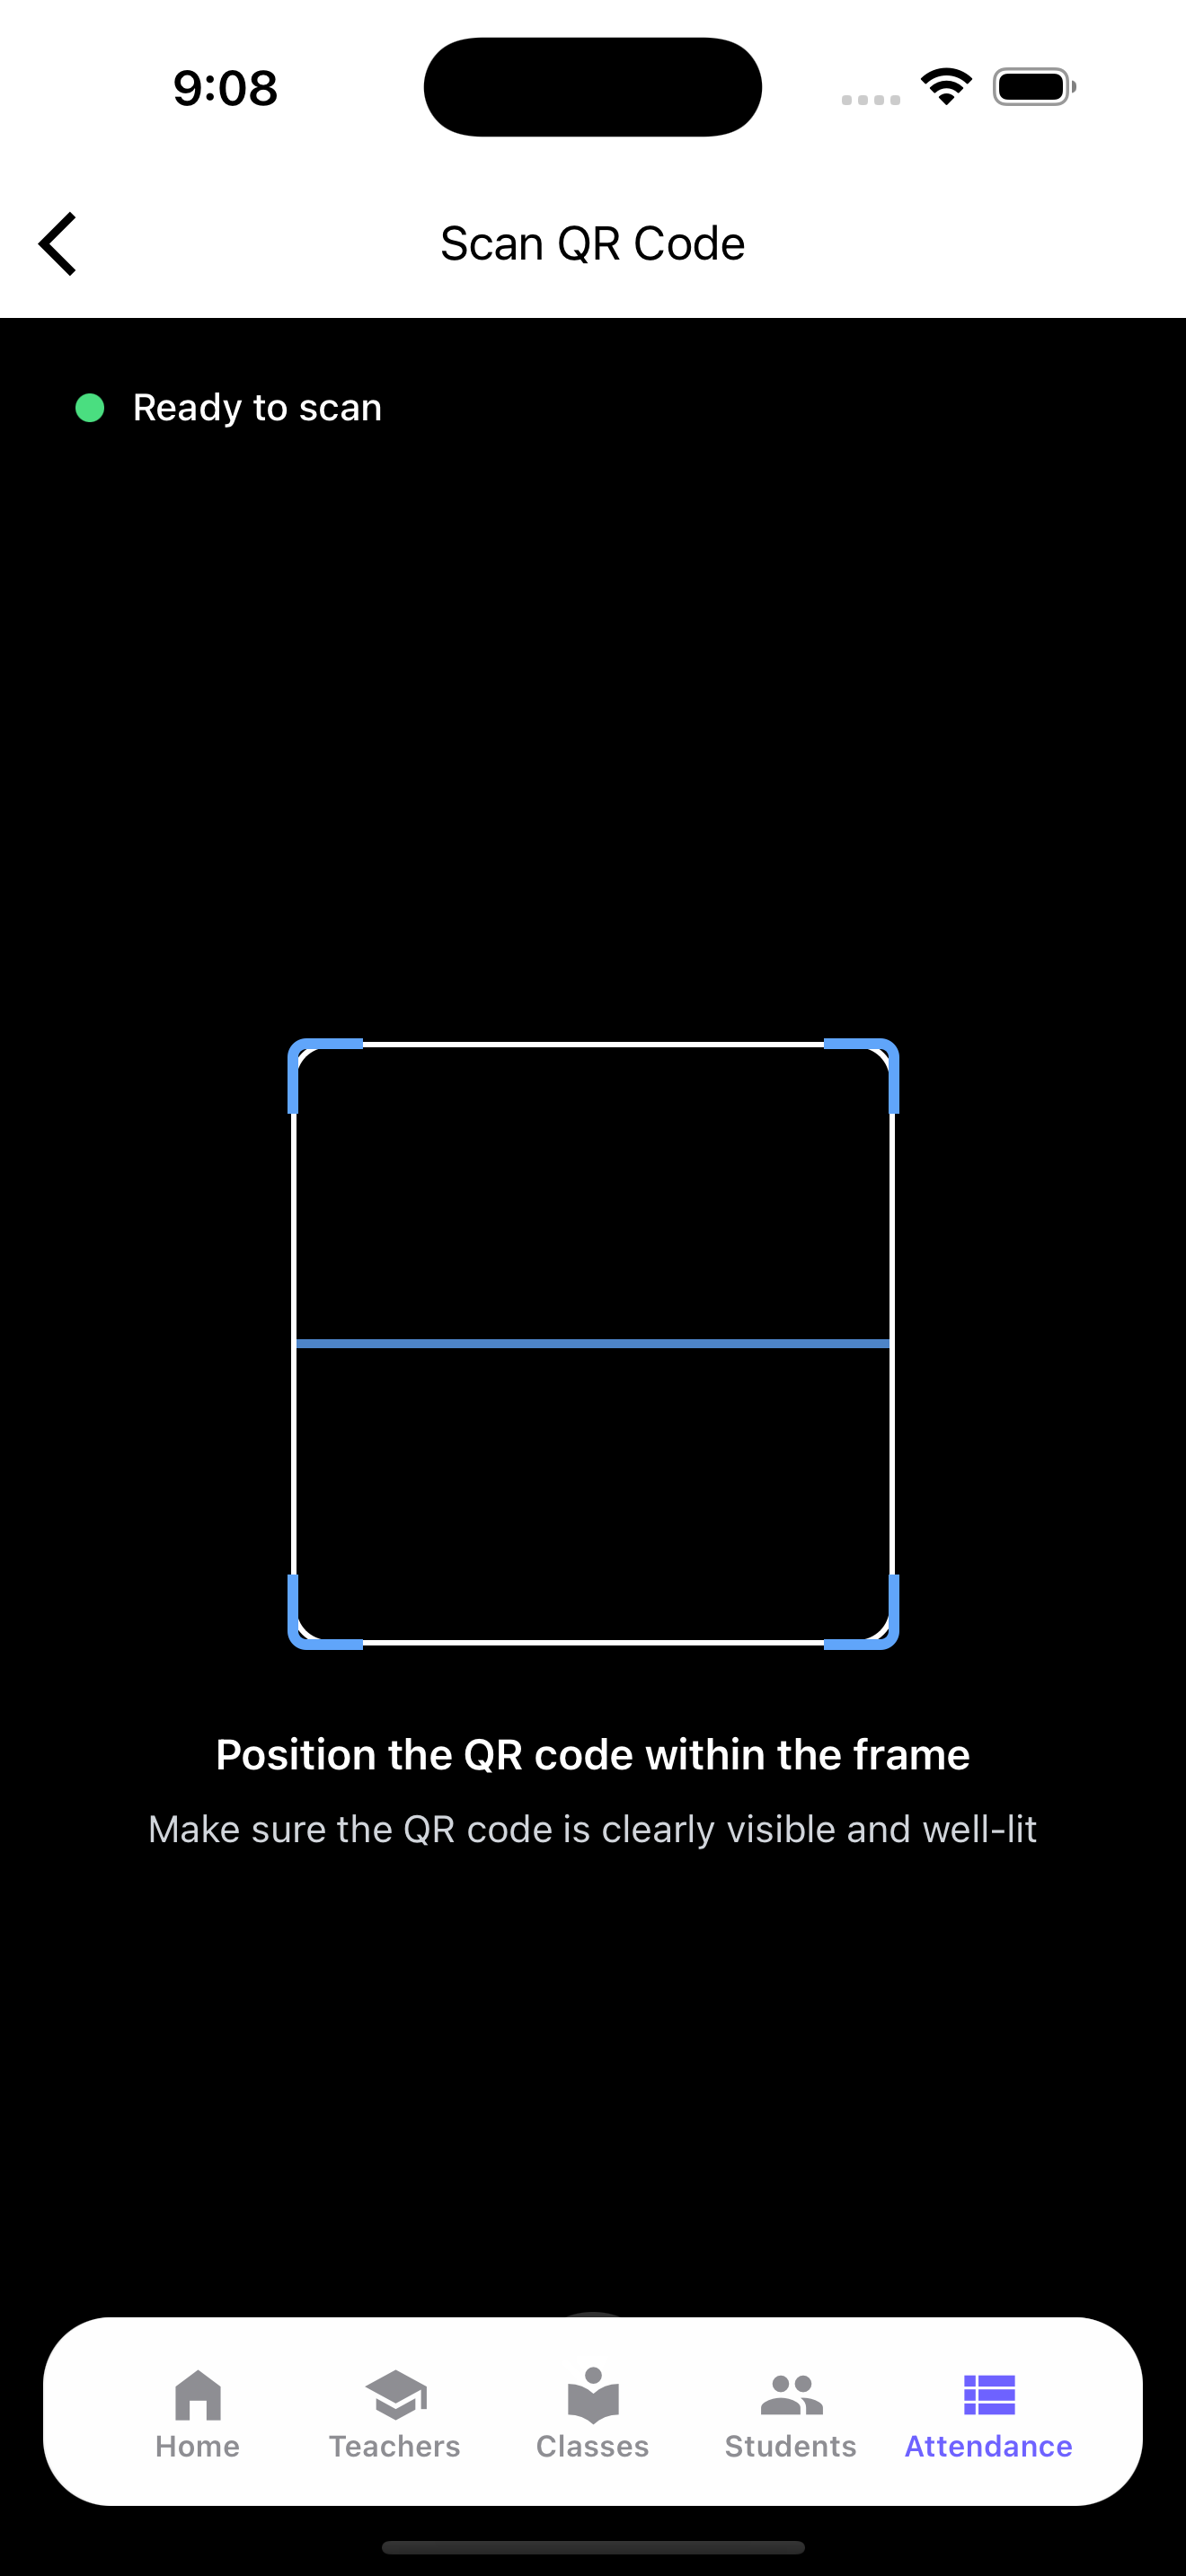 9:08
Scan QR Code
Ready to scan
Position the QR code within the frame
Make sure the QR code is clearly visible and well-lit
Home Teachers Classes Students Attendance